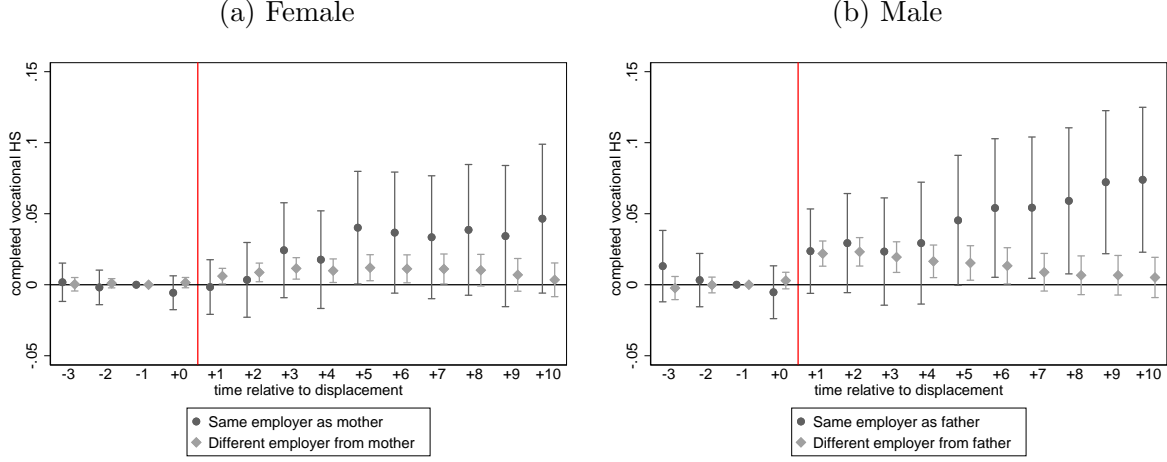 (a) Female
completed vocational HS
.15
.1
.05
0
-.05
-3 -2 -1 +0 +1 +2 +3 +4 +5 +6 +7 +8 +9 +10
time relative to displacement
Same employer as mother
Different employer from mother
(b) Male
completed vocational HS
.15
.1
.05
0
-.05
-3 -2 -1 +0 +1 +2 +3 +4 +5 +6 +7 +8 +9 +10
time relative to displacement
Same employer as father
Different employer from father